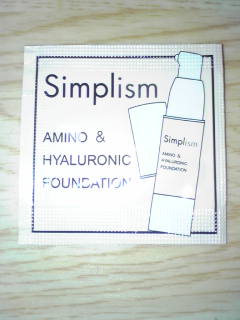 Simplism
AMINO &
HYALURONIC
FOUNDATION
Simplism
AMINO &
HYALURONIC
FOUNDATION